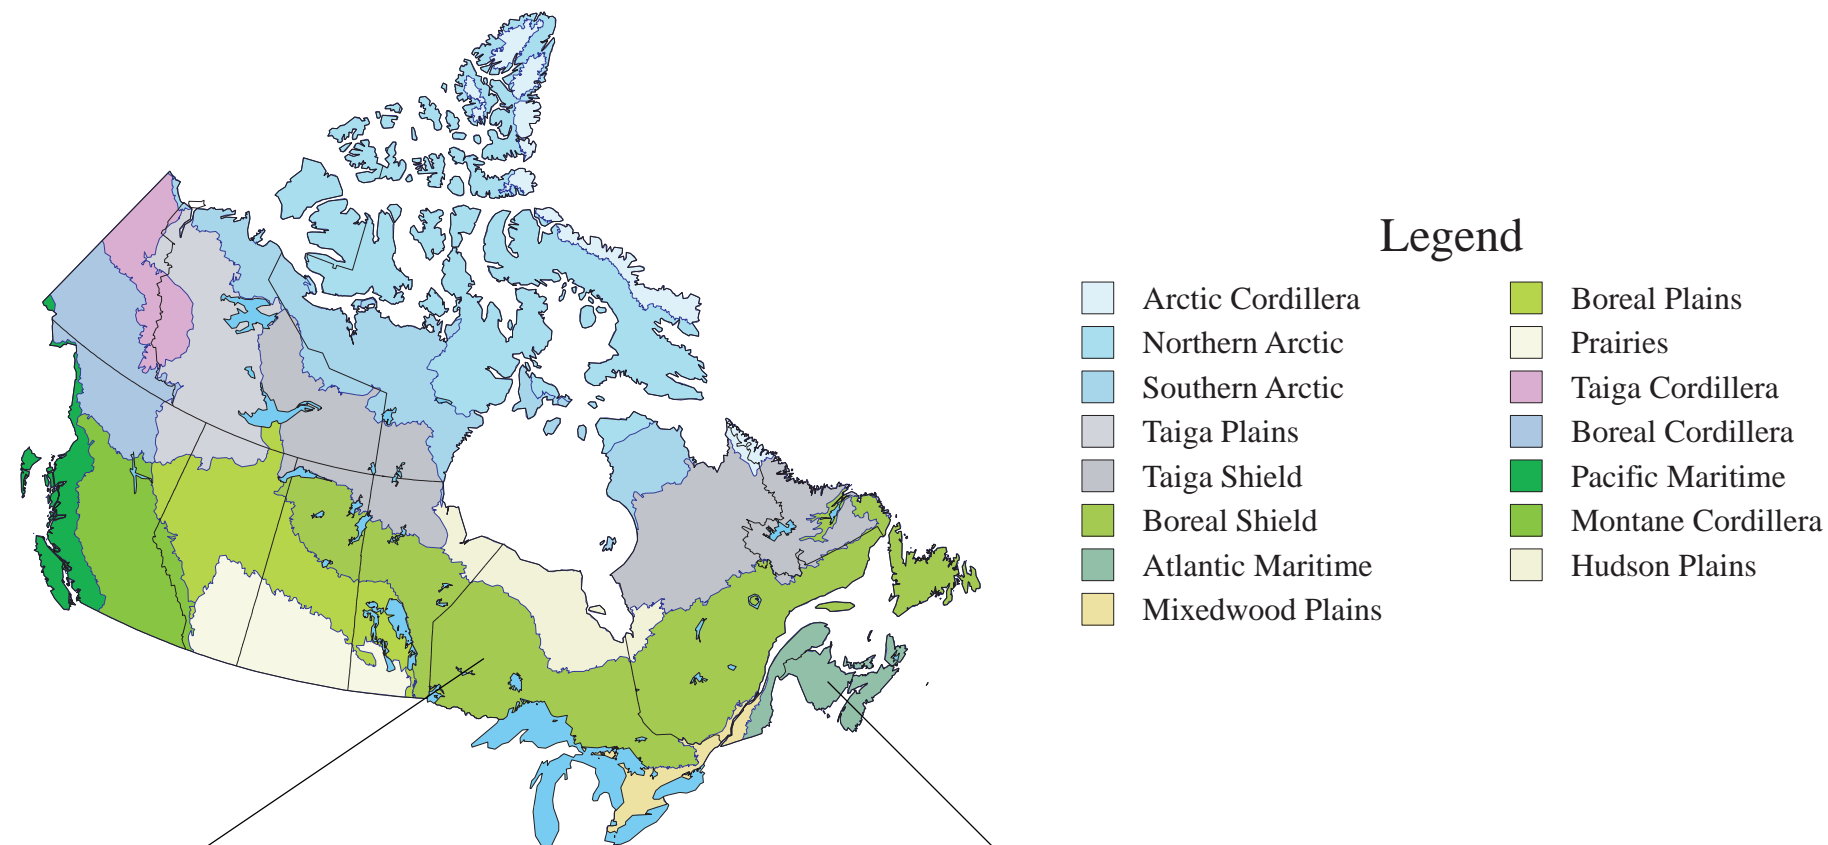 Legend
Arctic Cordillera
Northern Arctic
Southern Arctic
Taiga Plains
Taiga Shield
Boreal Shield
Atlantic Maritime
Mixedwood Plains
Boreal Plains
Prairies
Taiga Cordillera
Boreal Cordillera
Pacific Maritime
Montane Cordillera
Hudson Plains